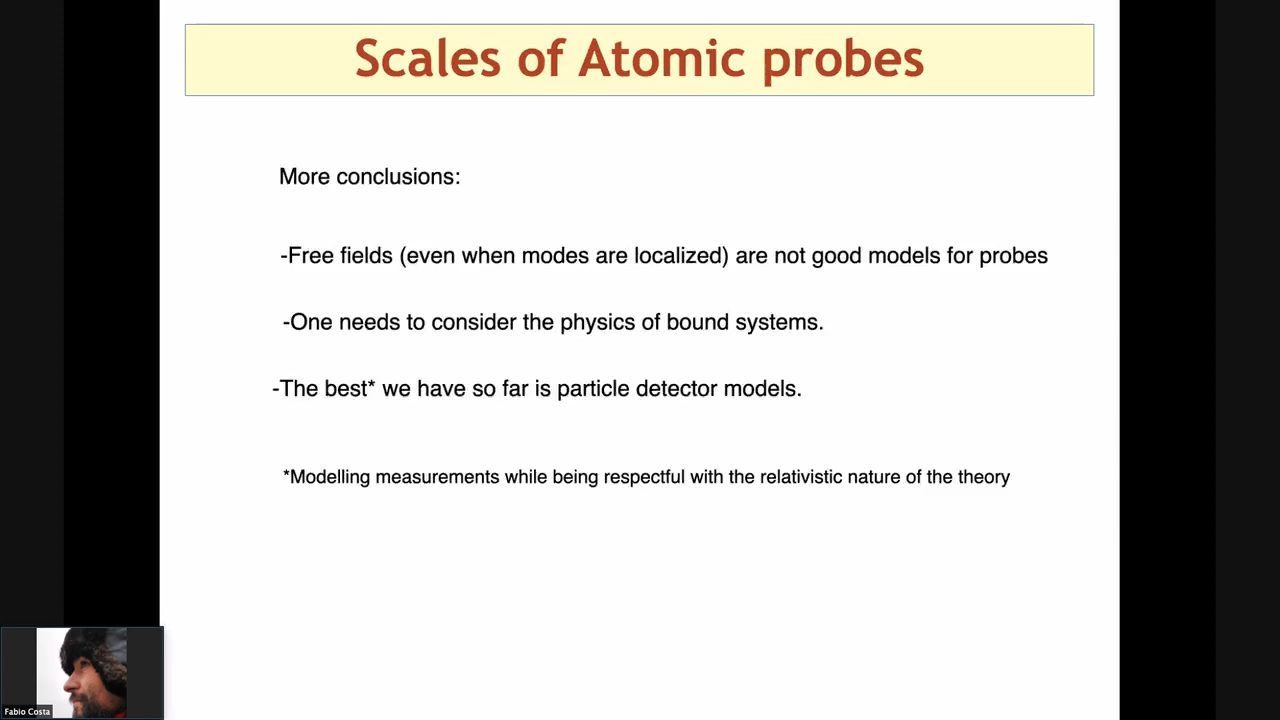 Scales of Atomic probes
More conclusions:
-Free fields (even when modes are localized) are not good models for probes
-One needs to consider the physics of bound systems.
-The best* we have so far is particle detector models.
*Modelling measurements while being respectful with the relativistic nature of the theory
Fabio Costa